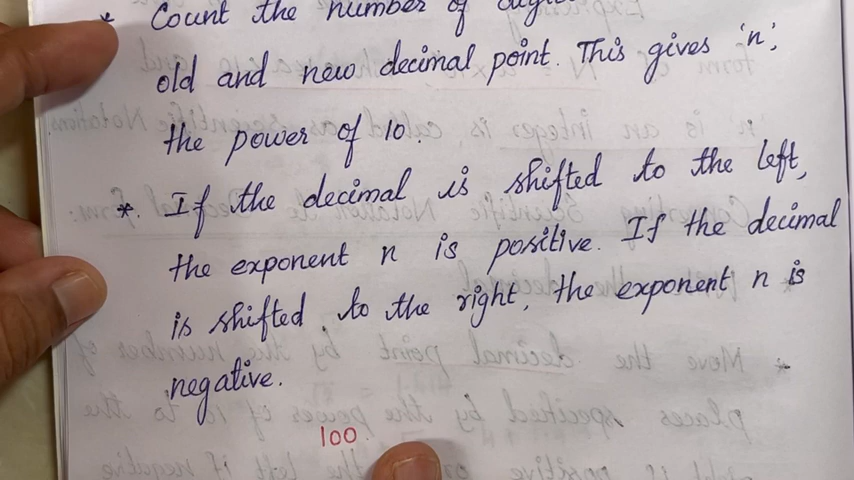 * Count the number of
old and new decimal point. This gives 'n',
the power of 10.
*. If the decimal is shifted to the left,
the exponent n is positive. If the decimal
is shifted to the right, the exponent n is
negative.
100